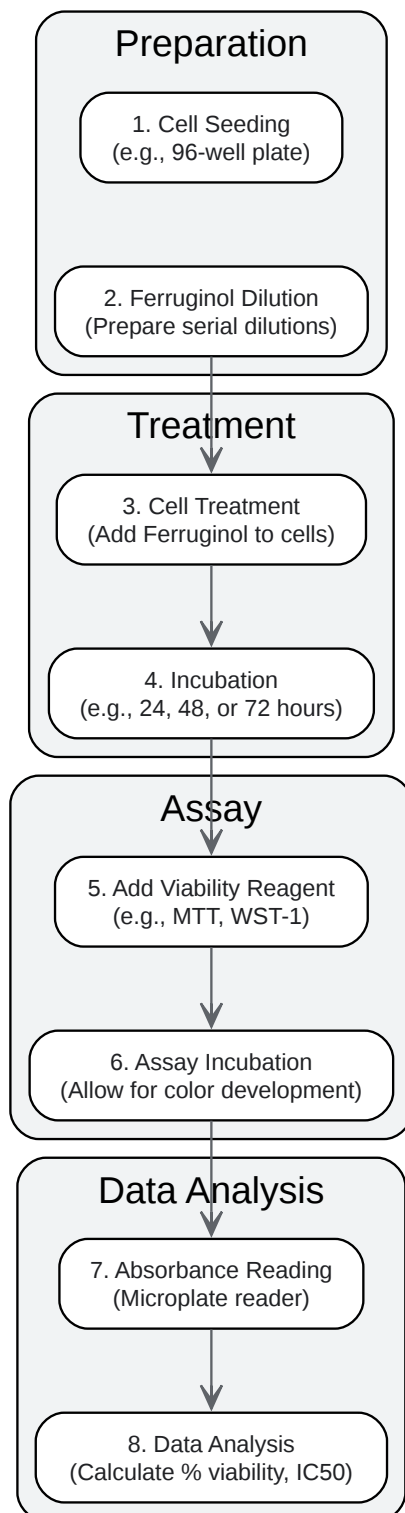 Preparation
1. Cell Seeding
(e.g., 96-well plate)
2. Ferruginol Dilution
(Prepare serial dilutions)
Treatment
3. Cell Treatment
(Add Ferruginol to cells)
4. Incubation
(e.g., 24, 48, or 72 hours)
Assay
5. Add Viability Reagent
(e.g., MTT, WST-1)
6. Assay Incubation
(Allow for color development)
Data Analysis
7. Absorbance Reading
(Microplate reader)
8. Data Analysis
(Calculate % viability, IC50)